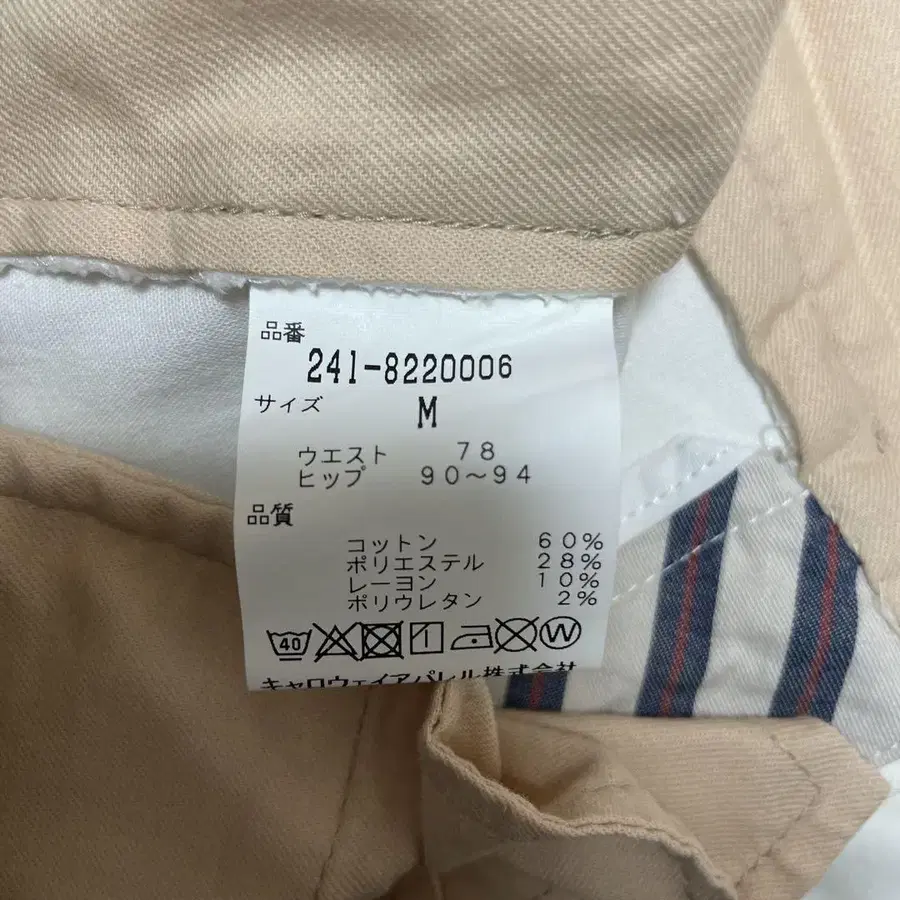 品番
241-8220006
サイズ
M
ウエスト 78
ヒップ 90～94
品質
コットン 60%
ポリエステル 28%
レーヨン 10%
ポリウレタン 2%
40 W
キャロウェイアパレル株式会社